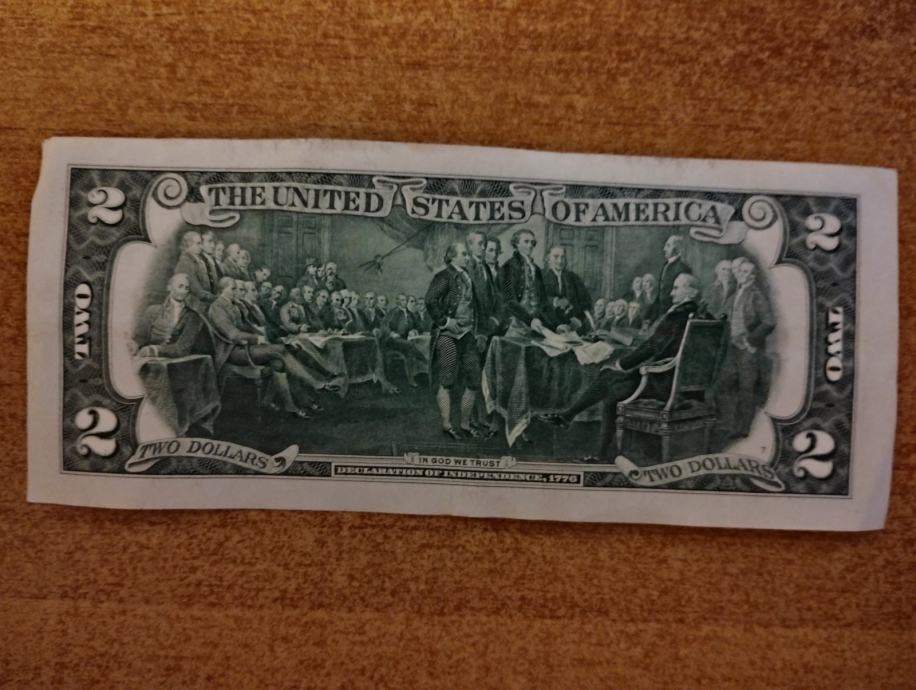 2 THE UNITED STATES OF AMERICA 2
TWO TWO
2 TWO DOLLARS IN GOD WE TRUST TWO DOLLARS 2
7
DECLARATION OF INDEPENDENCE, 1776